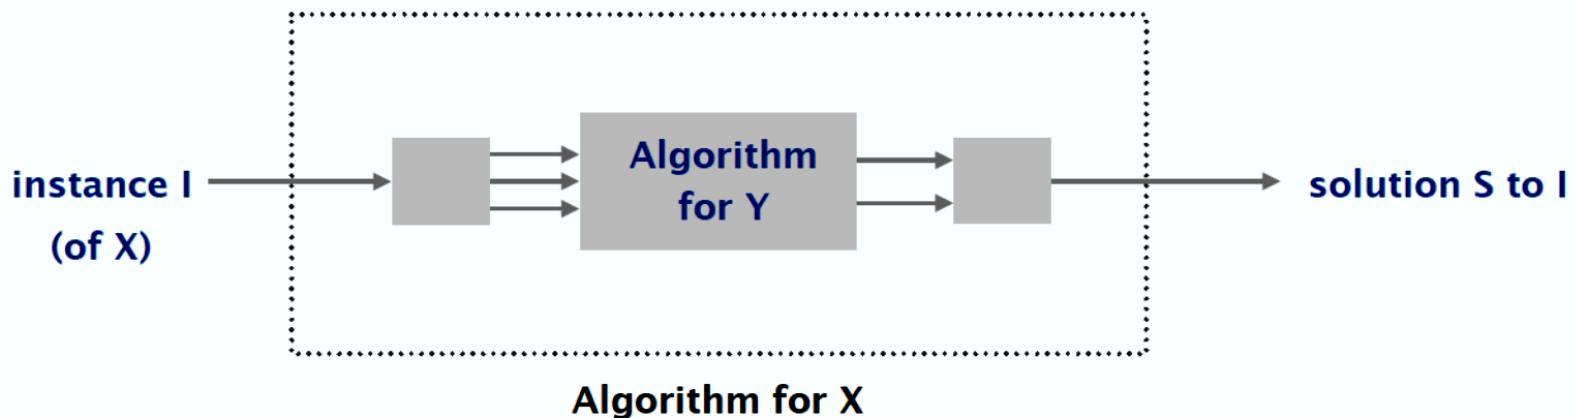 instance I
(of X)
Algorithm
for Y
solution S to I
Algorithm for X